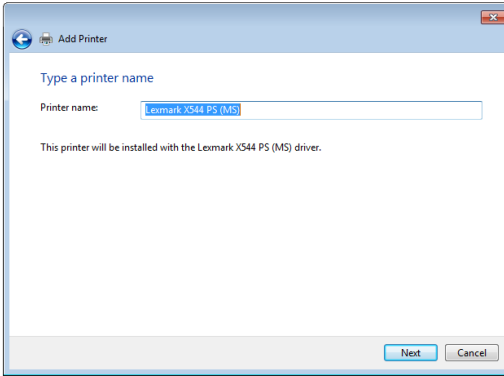 Add Printer
Type a printer name
Printer name: Lexmark X544 PS (MS)
This printer will be installed with the Lexmark X544 PS (MS) driver.
Next Cancel